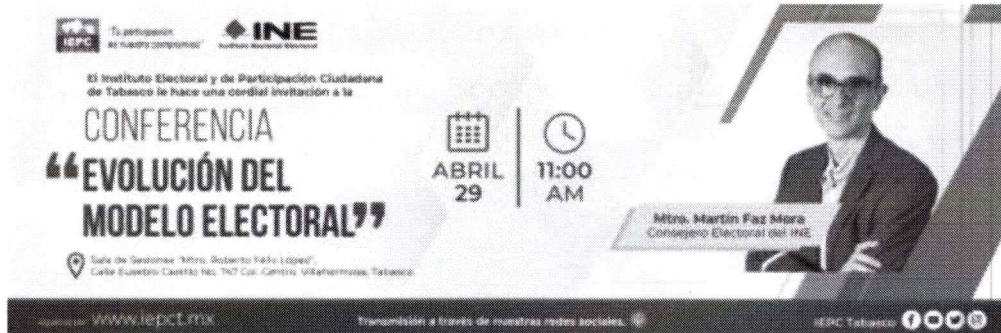 IEPC
"Tu participación
es nuestro compromiso"
INE
Instituto Nacional Electoral
El Instituto Electoral y de Participación Ciudadana
de Tabasco le hace una cordial invitación a la
CONFERENCIA
“EVOLUCIÓN DEL
MODELO ELECTORAL”
ABRIL
29
11:00
AM
Mtro. Martín Faz Mora
Consejero Electoral del INE
Sala de Sesiones "Mtro. Roberto Félix López",
Calle Eusebio Castillo No. 747 Col. Centro, Villahermosa, Tabasco
www.iepct.mx
Transmisión a través de nuestras redes sociales.
IEPC Tabasco